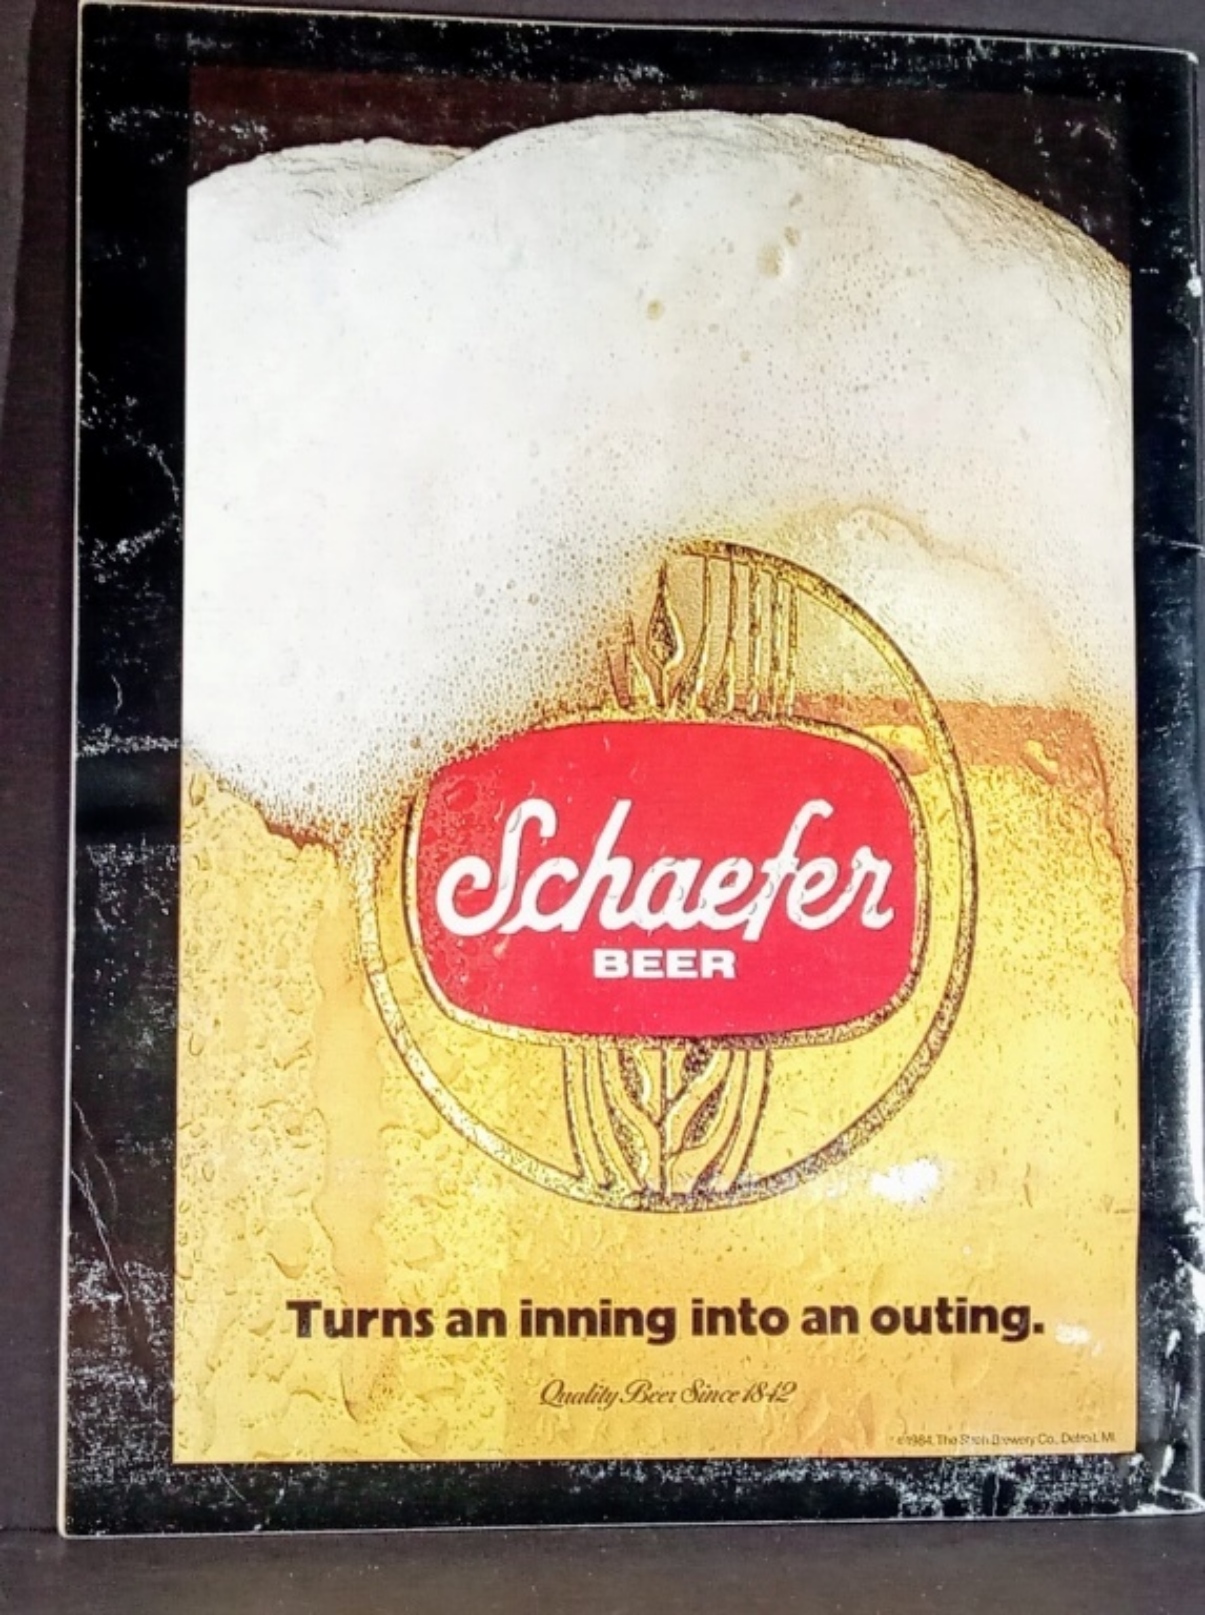 Schaefer
BEER
Turns an inning into an outing.
Quality Beer Since 1842
©1984, The Stroh Brewery Co., Detroit, MI